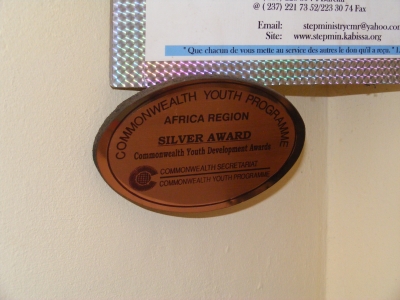 @ ( 237) 221 73 52/223 30 74 Fax
Email: stepministrycmr@yahoo.com
Site: www.stepmin.kabissa.org
" Que chacun de vous mette au service des autres le don qu'il a reçu. "
COMMONWEALTH YOUTH PROGRAMME
AFRICA REGION
SILVER AWARD
Commonwealth Youth Development Awards
COMMONWEALTH SECRETARIAT
COMMONWEALTH YOUTH PROGRAMME